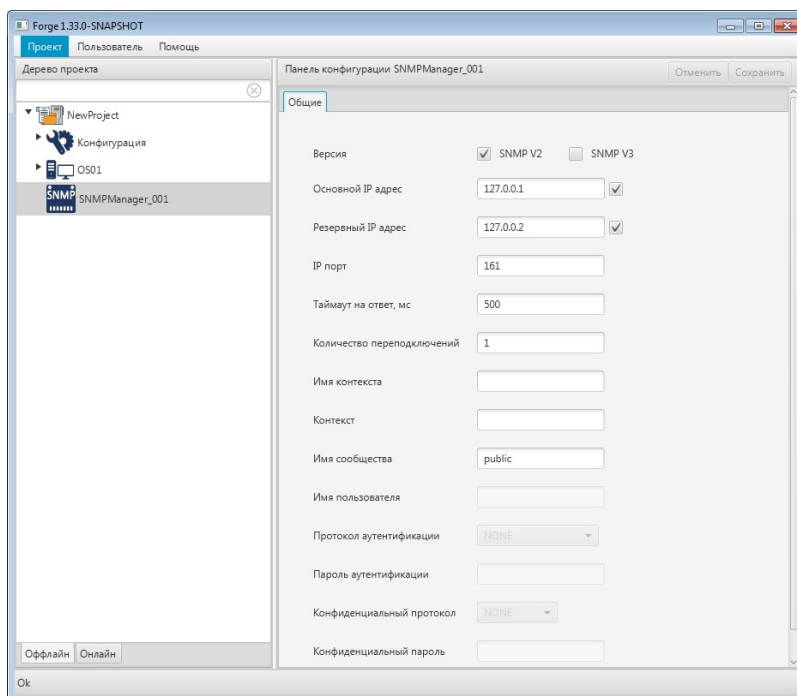 Forge 1.33.0-SNAPSHOT
Проект Пользователь Помощь
Дерево проекта
NewProject
Конфигурация
OS01
SNMP SNMPManager_001
Оффлайн Онлайн
Панель конфигурации SNMPManager_001 Отменить Сохранить
Общие
Версия SNMP V2 SNMP V3
Основной IP адрес 127.0.0.1
Резервный IP адрес 127.0.0.2
IP порт 161
Таймаут на ответ, мс 500
Количество переподключений 1
Имя контекста
Контекст
Имя сообщества public
Имя пользователя
Протокол аутентификации NONE
Пароль аутентификации
Конфиденциальный протокол NONE
Конфиденциальный пароль
Ok